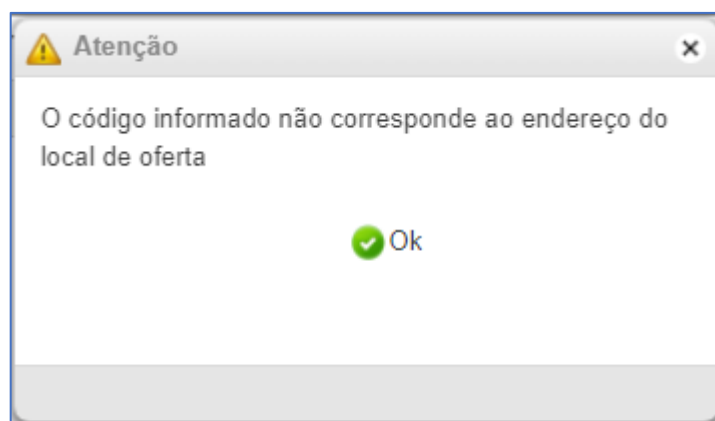 Atenção
O código informado não corresponde ao endereço do
local de oferta
Ok